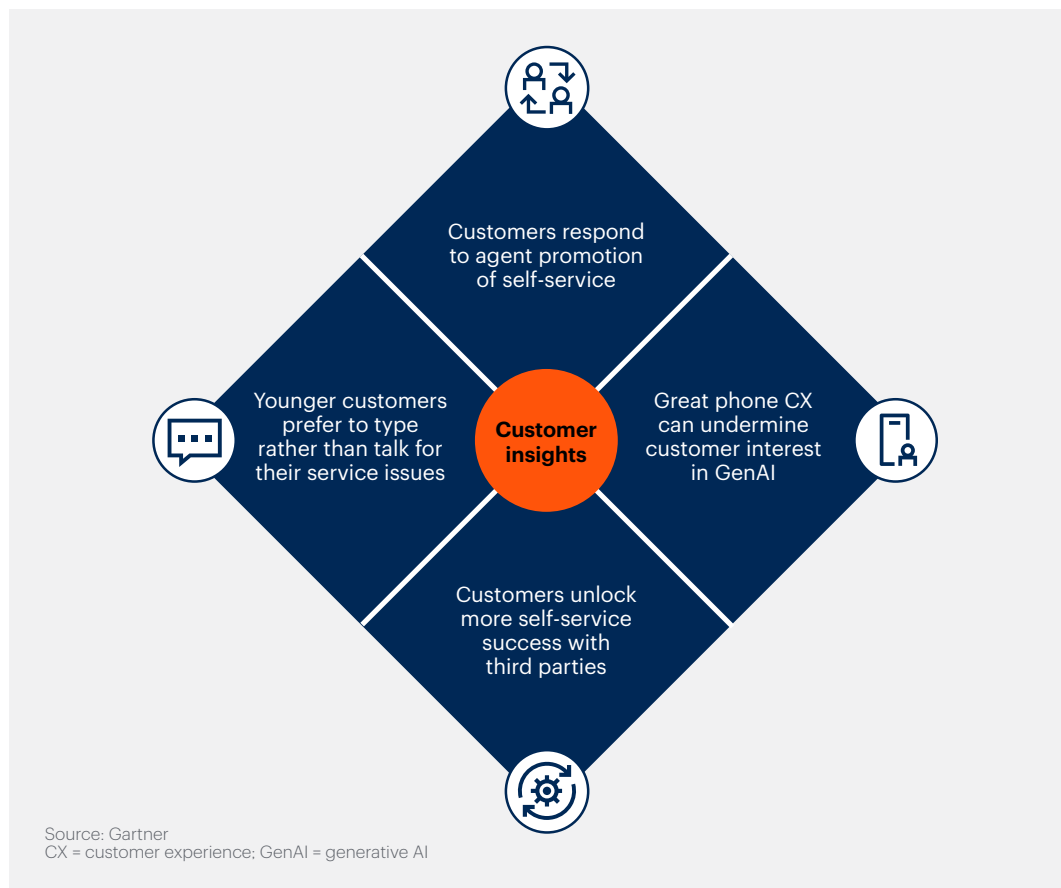 Customers respond
to agent promotion
of self-service
Younger customers
prefer to type
rather than talk for
their service issues
Customer
insights
Great phone CX
can undermine
customer interest
in GenAI
Customers unlock
more self-service
success with
third parties
Source: Gartner
CX = customer experience; GenAI = generative AI